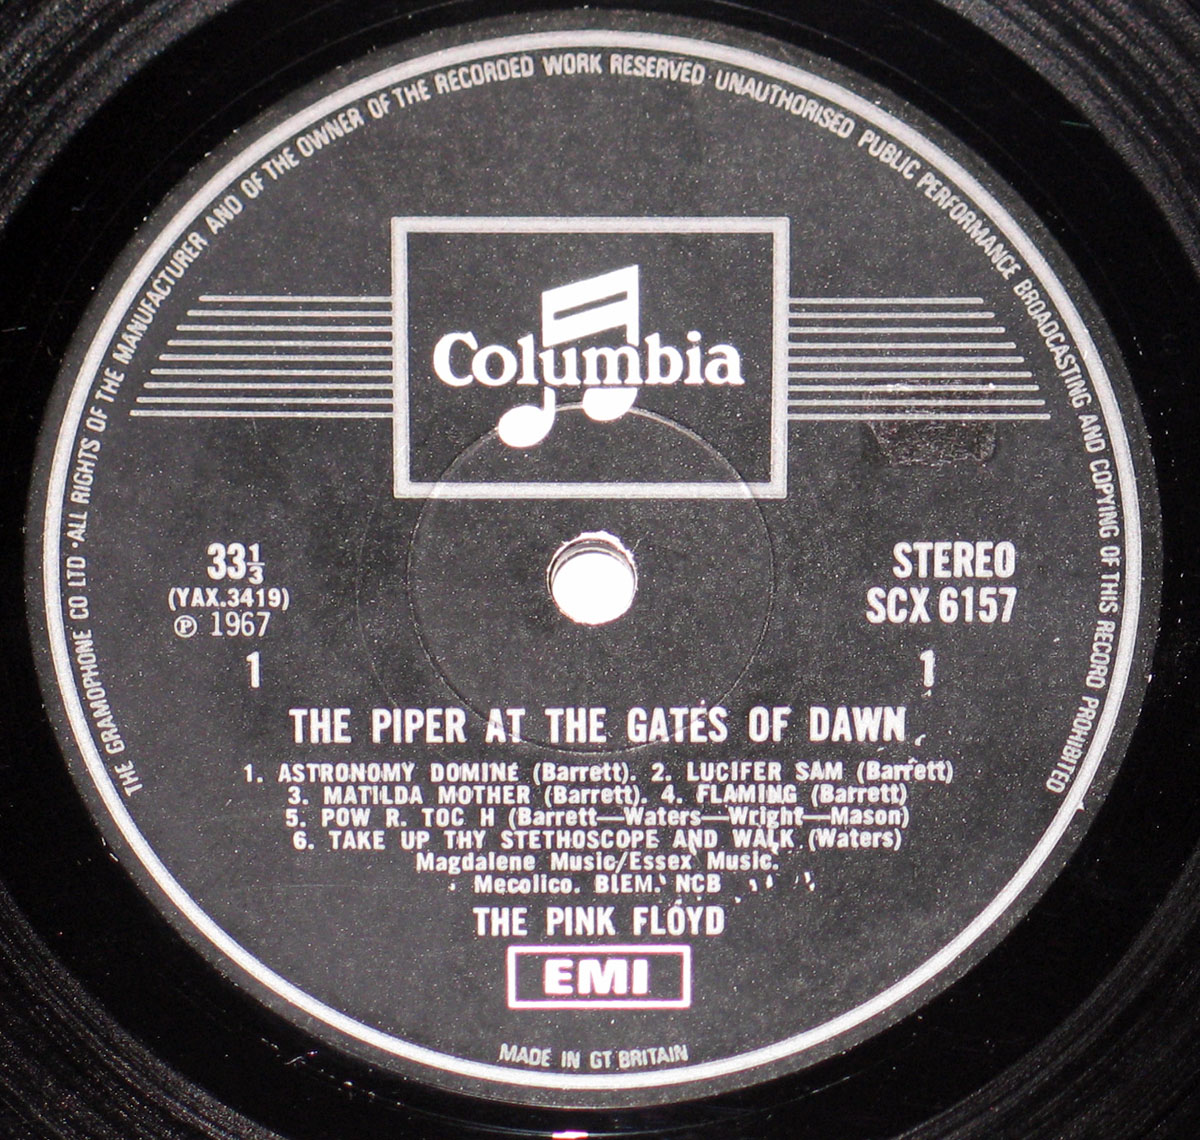 THE GRAMOPHONE CO LTD · ALL RIGHTS OF THE MANUFACTURER AND OF THE OWNER OF THE RECORDED WORK RESERVED · UNAUTHORISED PUBLIC PERFORMANCE BROADCASTING AND COPYING OF THIS RECORD PROHIBITED
Columbia
33⅓
(YAX.3419)
℗ 1967
1
STEREO
SCX 6157
1
THE PIPER AT THE GATES OF DAWN
1. ASTRONOMY DOMINE (Barrett). 2. LUCIFER SAM (Barrett)
3. MATILDA MOTHER (Barrett). 4. FLAMING (Barrett)
5. POW R. TOC H (Barrett—Waters—Wright—Mason)
6. TAKE UP THY STETHOSCOPE AND WALK (Waters)
Magdalene Music/Essex Music.
Mecolico. BIEM. NCB
THE PINK FLOYD
EMI
MADE IN GT BRITAIN